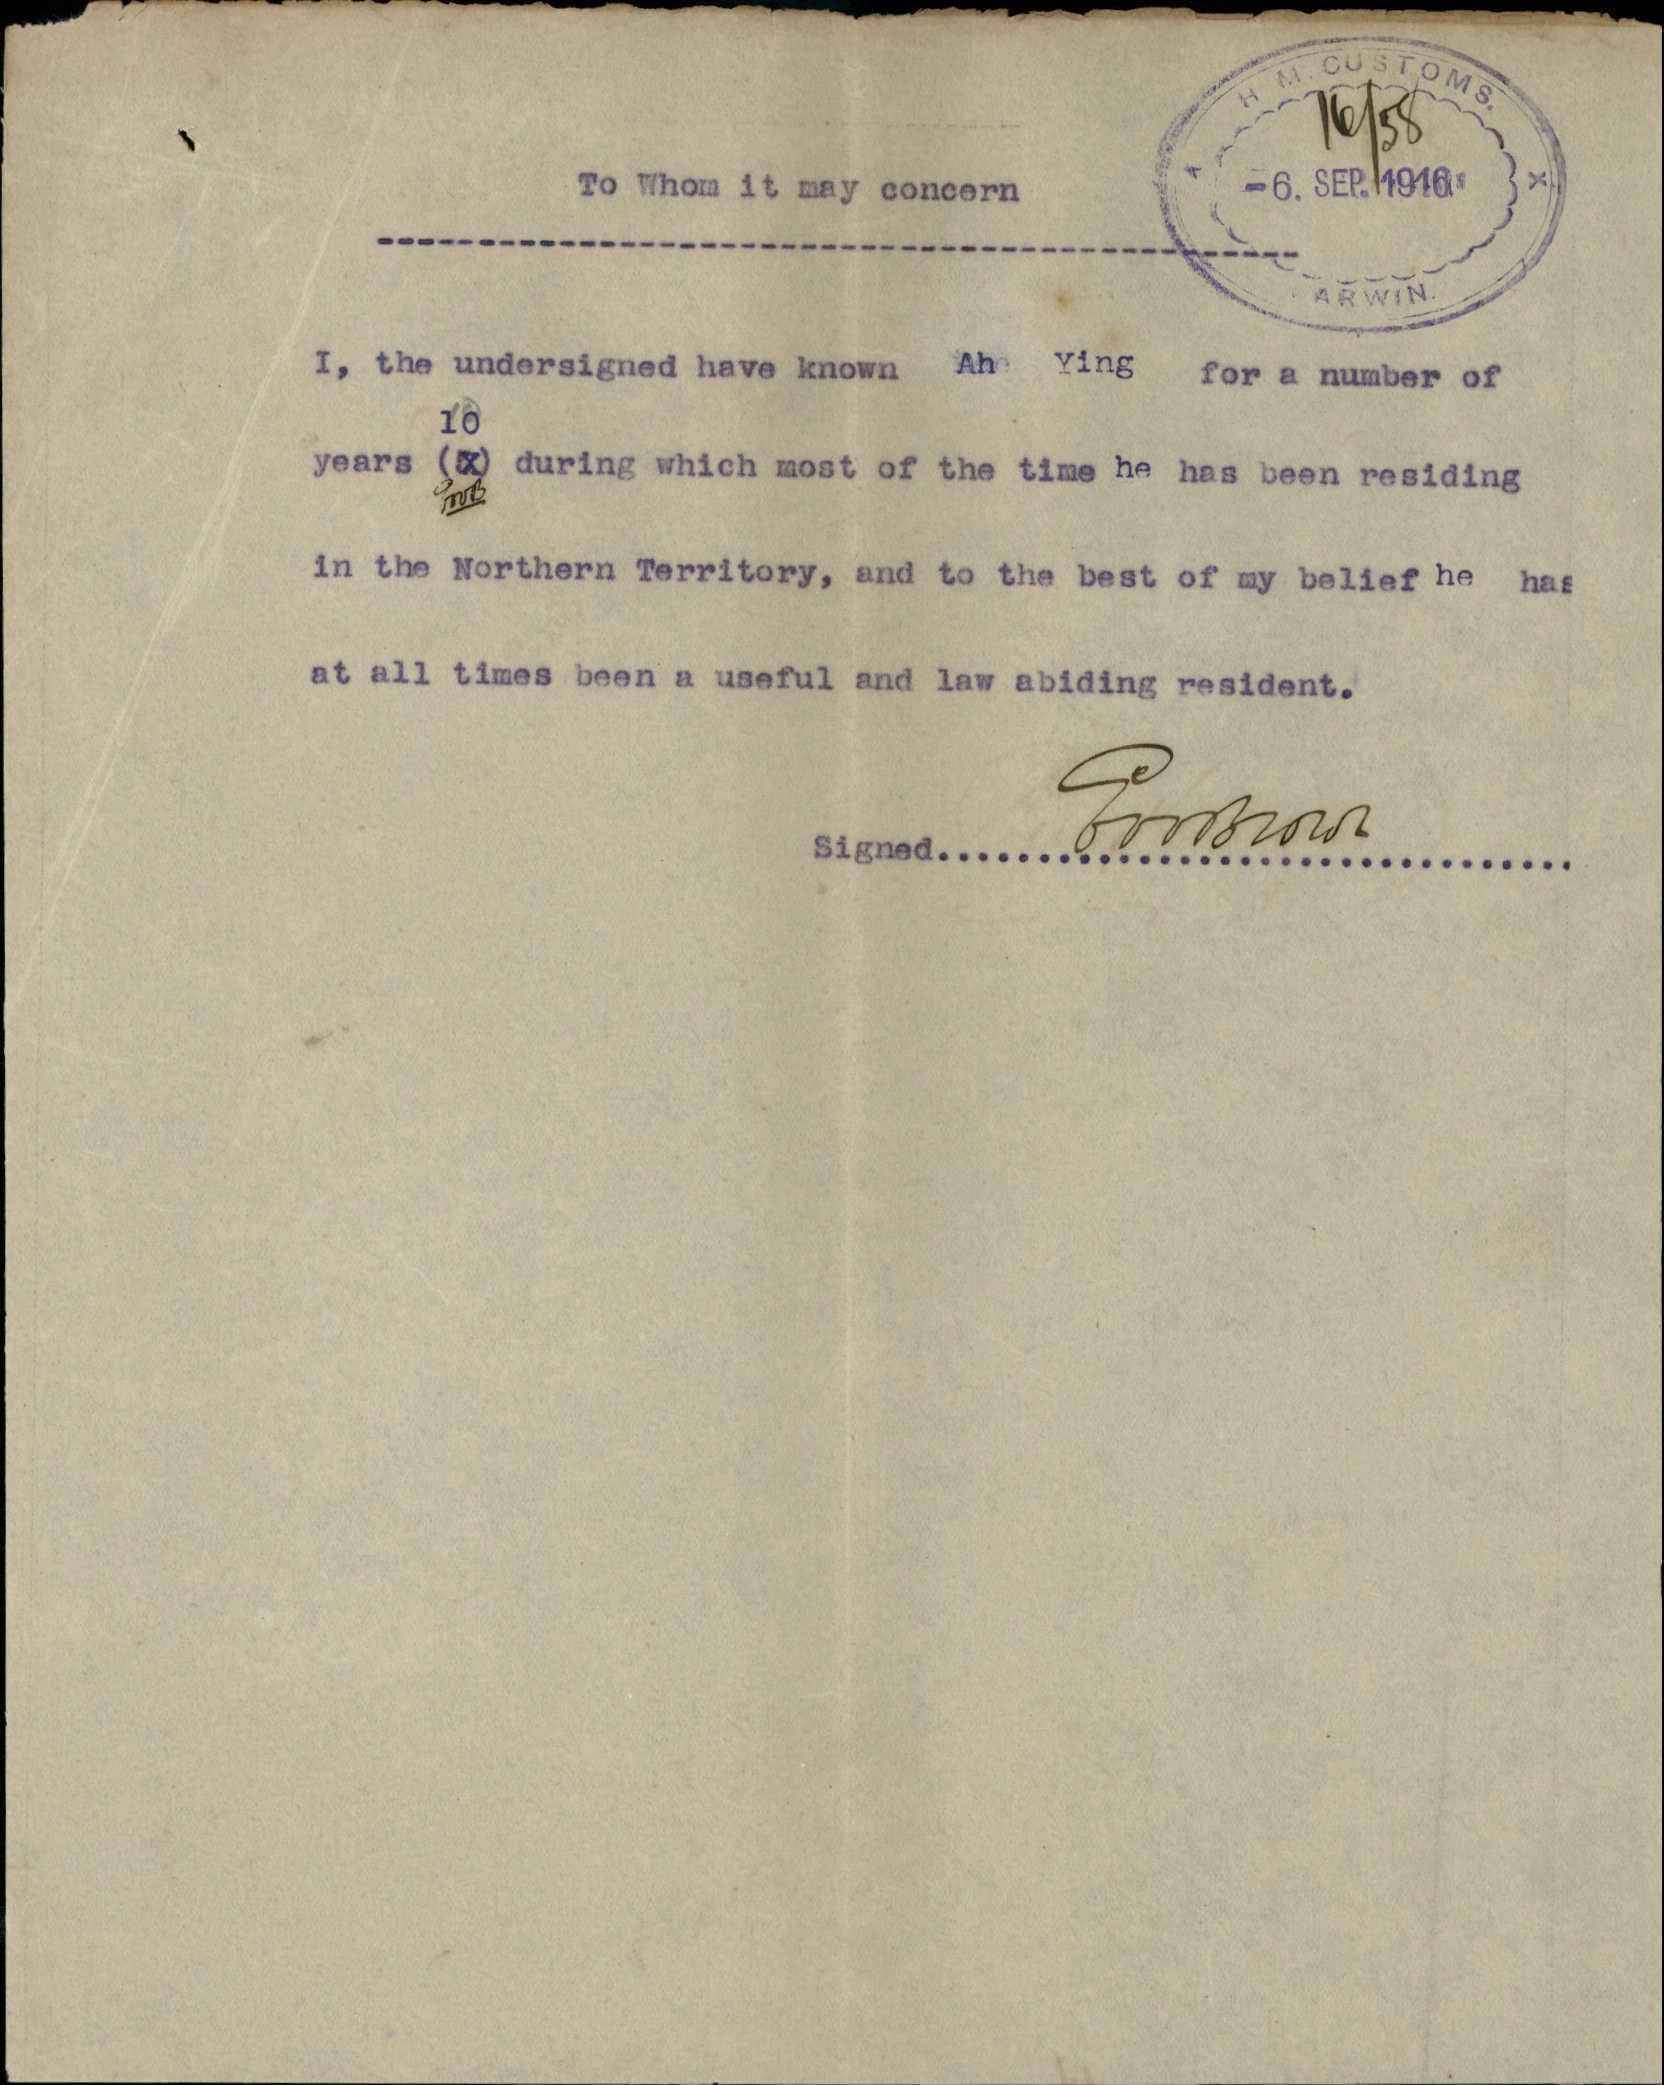 H. M. CUSTOMS.
16/58
-6. SEP. 1916
ARWIN.
To Whom it may concern
I, the undersigned have known Ah Ying for a number of
10
years (X) during which most of the time he has been residing
in the Northern Territory, and to the best of my belief he has
at all times been a useful and law abiding resident.
Signed.................................